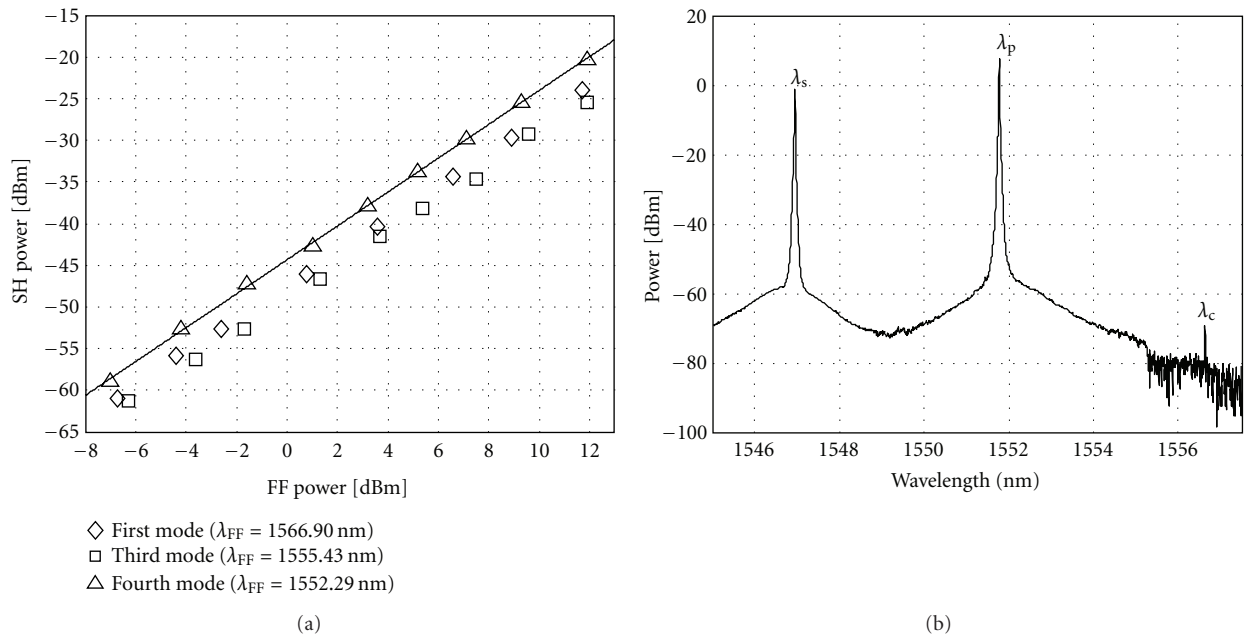 −15
−20
−25
−30
−35
−40
−45
−50
−55
−60
−65
SH power [dBm]
−8 −6 −4 −2 0 2 4 6 8 10 12
FF power [dBm]
First mode (λFF = 1566.90 nm)
Third mode (λFF = 1555.43 nm)
Fourth mode (λFF = 1552.29 nm)
(a)
20
0
−20
−40
−60
−80
−100
Power [dBm]
λs
λp
λc
1546 1548 1550 1552 1554 1556
Wavelength (nm)
(b)